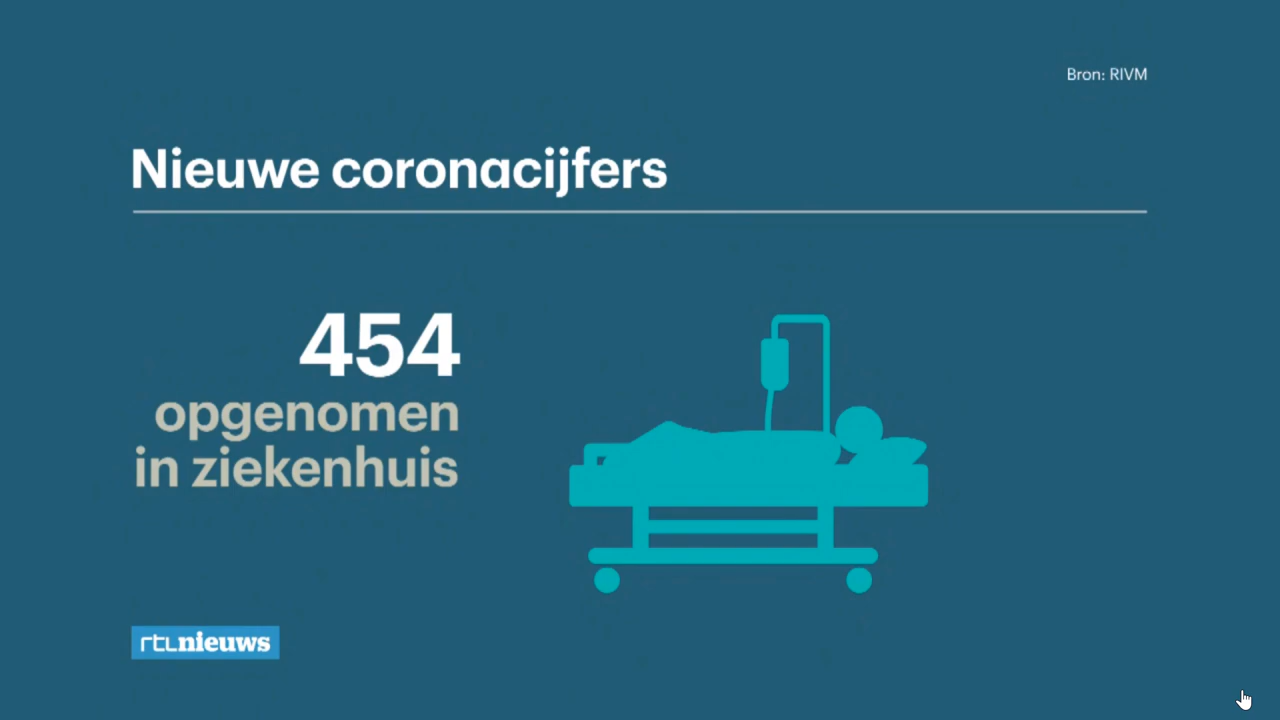 Bron: RIVM
Nieuwe coronacijfers
454
opgenomen
in ziekenhuis
rtlnieuws